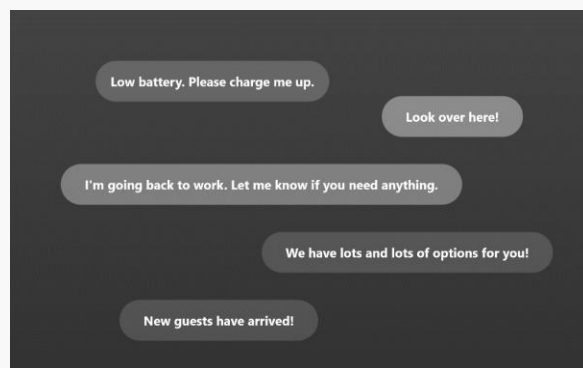 Low battery. Please charge me up.
Look over here!
I'm going back to work. Let me know if you need anything.
We have lots and lots of options for you!
New guests have arrived!